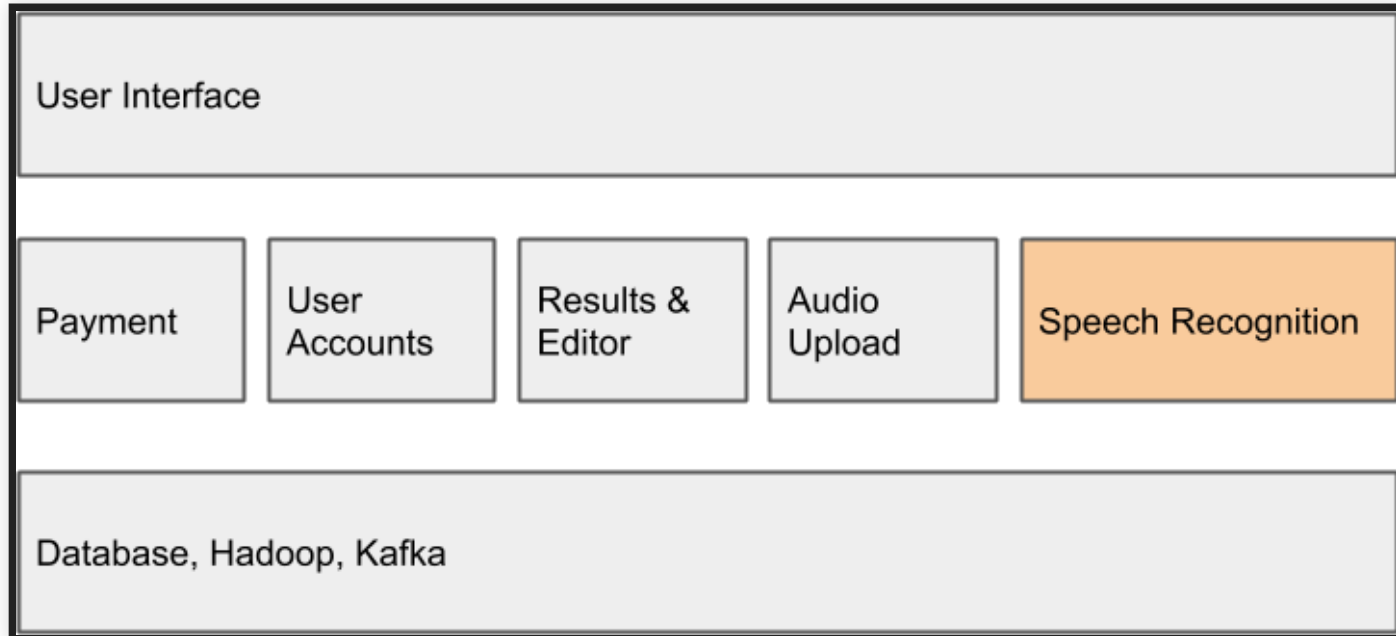 User Interface
Payment
User
Accounts
Results &
Editor
Audio
Upload
Speech Recognition
Database, Hadoop, Kafka